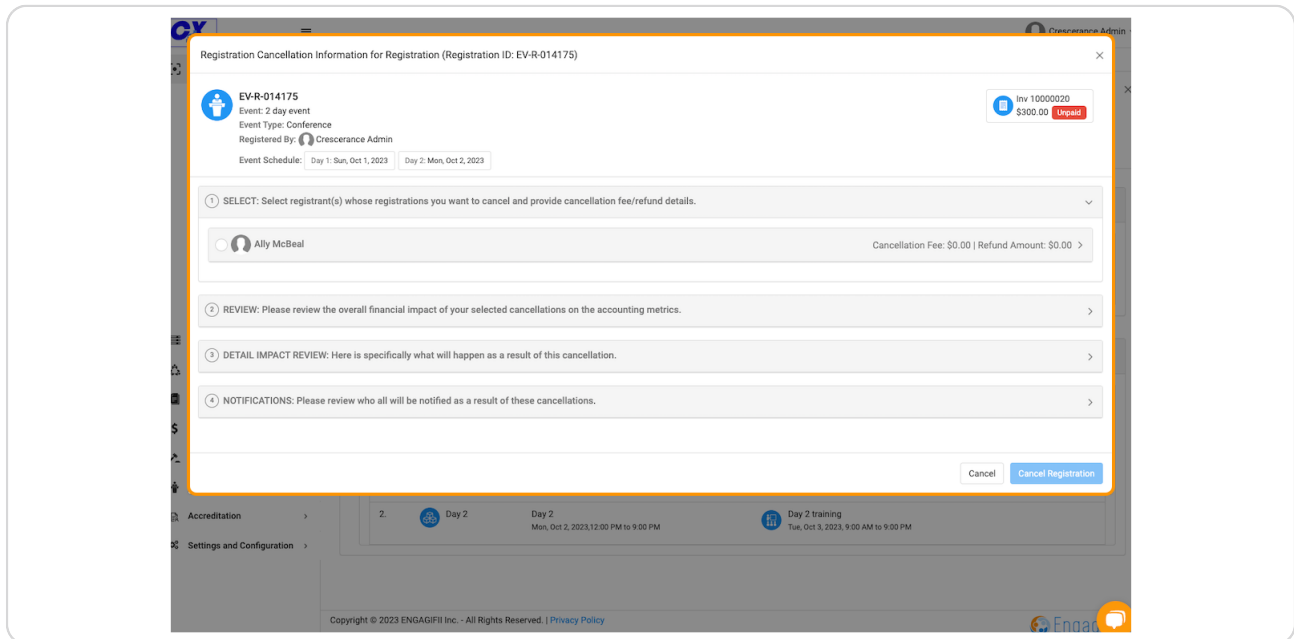 CX
Crescerance Admin
Registration Cancellation Information for Registration (Registration ID: EV-R-014175)
EV-R-014175
Event: 2 day event
Event Type: Conference
Registered By: Crescerance Admin
Event Schedule: Day 1: Sun, Oct 1, 2023 Day 2: Mon, Oct 2, 2023
Inv 10000020
$300.00 Unpaid
1 SELECT: Select registrant(s) whose registrations you want to cancel and provide cancellation fee/refund details.
Ally McBeal Cancellation Fee: $0.00 | Refund Amount: $0.00
2 REVIEW: Please review the overall financial impact of your selected cancellations on the accounting metrics.
3 DETAIL IMPACT REVIEW: Here is specifically what will happen as a result of this cancellation.
4 NOTIFICATIONS: Please review who all will be notified as a result of these cancellations.
Cancel Cancel Registration
Accreditation
Settings and Configuration
2. Day 2 Day 2 Day 2 training
Mon, Oct 2, 2023,12:00 PM to 9:00 PM Tue, Oct 3, 2023, 9:00 AM to 9:00 PM
Copyright © 2023 ENGAGIFII Inc. - All Rights Reserved. | Privacy Policy